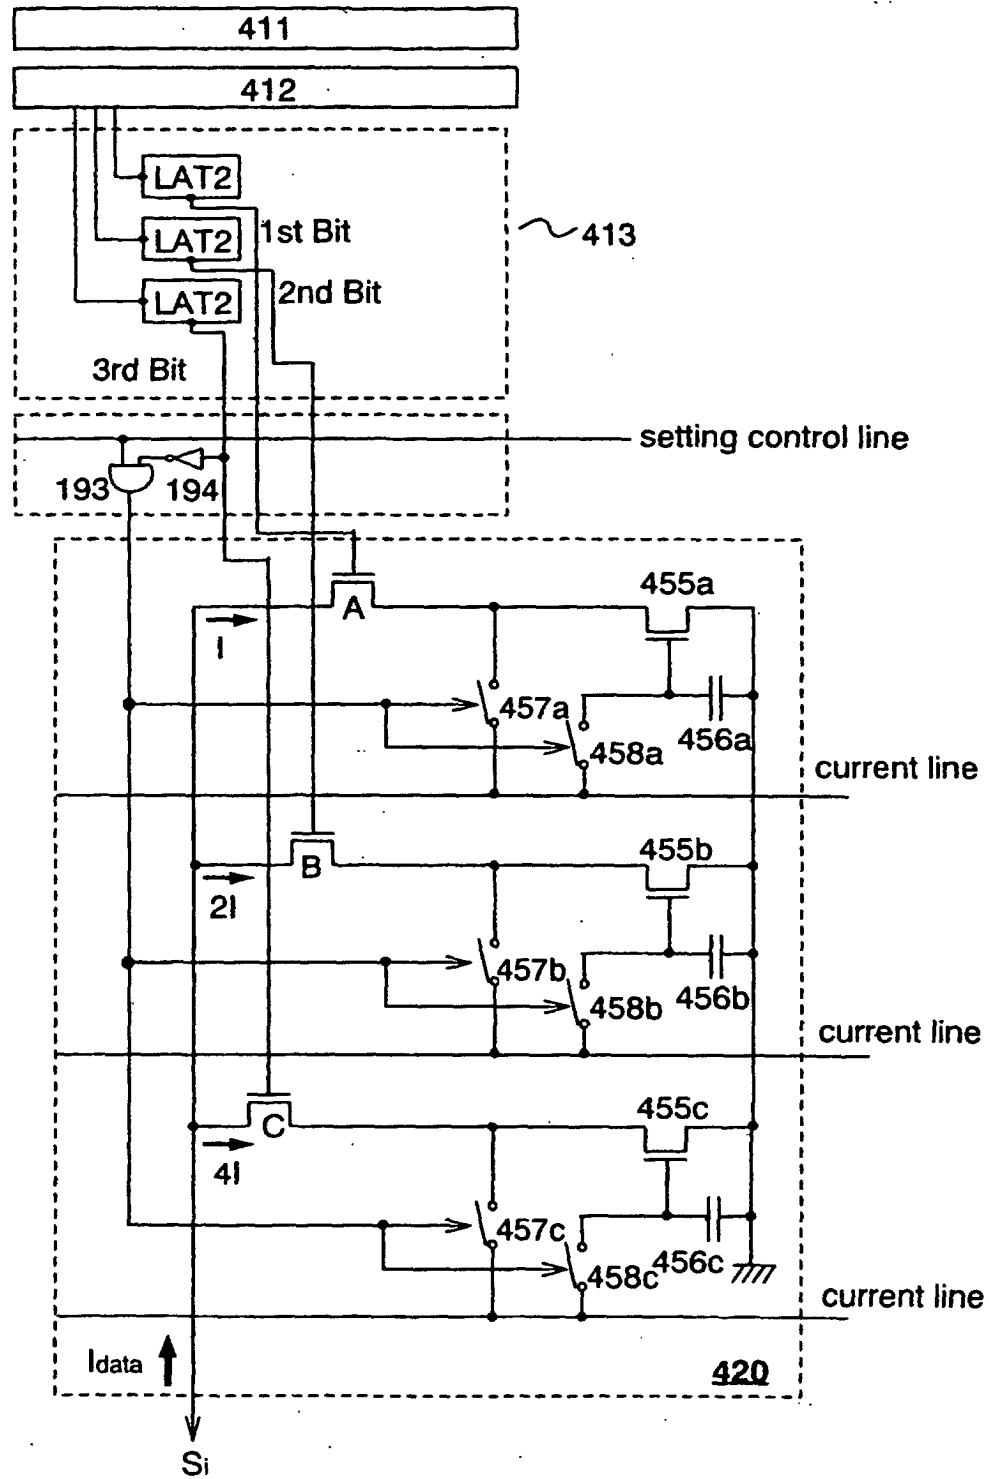 411
412
LAT2
1st Bit
LAT2
413
2nd Bit
LAT2
3rd Bit
setting control line
193
194
A
455a
I
457a
458a
456a
current line
B
455b
2I
457b
458b
456b
current line
C
455c
4I
457c
458c
456c
current line
Idata
420
Si